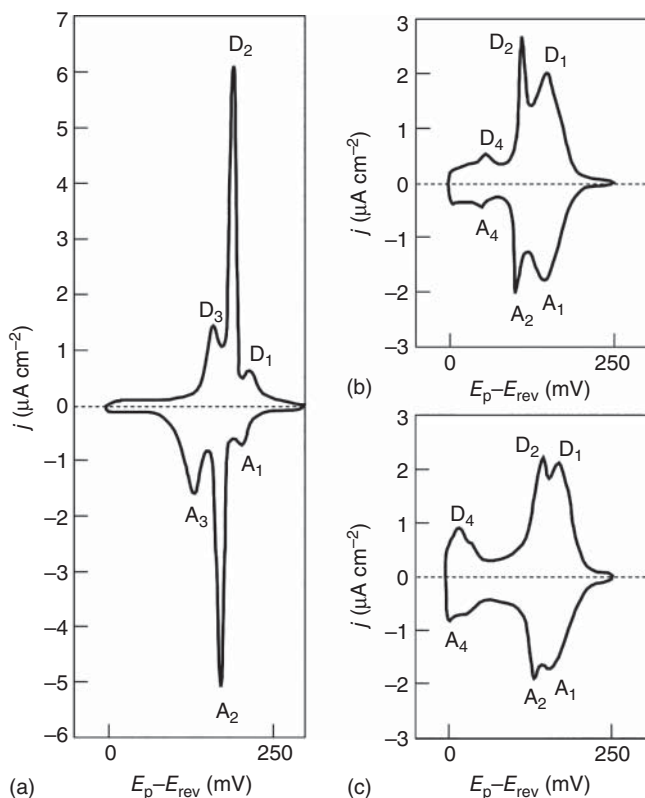 7
6
5
4
3
2
1
0
−1
−2
−3
−4
−5
−6
j (μA cm⁻²)
D₂
D₃
D₁
A₃
A₁
A₂
0
250
(a)
Eₚ–Eᵣₑᵥ (mV)
3
2
1
0
−1
−2
−3
j (μA cm⁻²)
D₂
D₁
D₄
A₄
A₂
A₁
0
250
(b)
Eₚ–Eᵣₑᵥ (mV)
3
2
1
0
−1
−2
−3
j (μA cm⁻²)
D₂
D₁
D₄
A₄
A₂
A₁
0
250
(c)
Eₚ–Eᵣₑᵥ (mV)